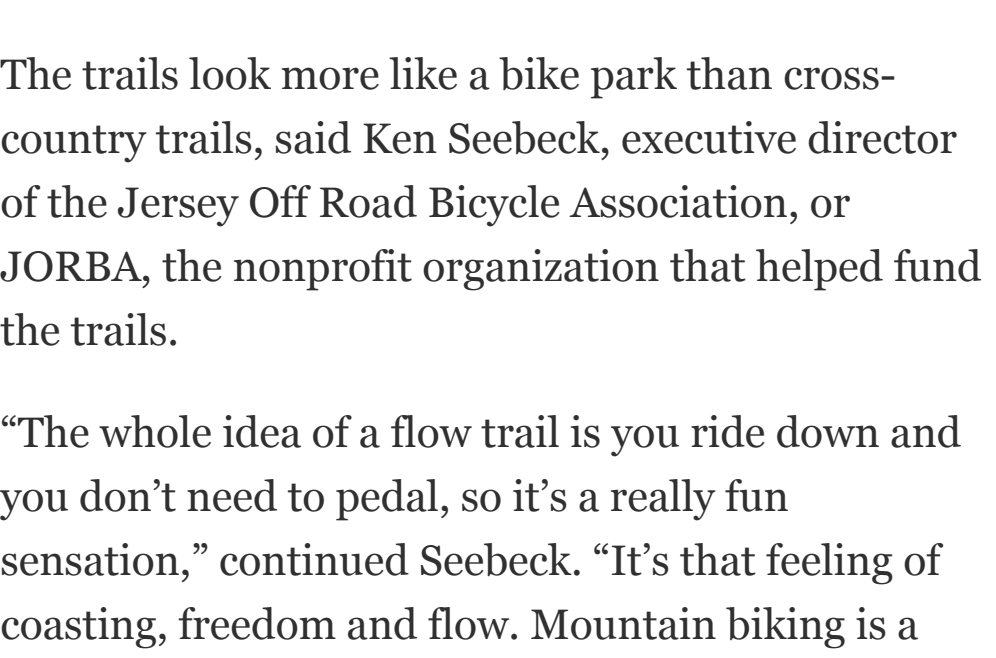 The trails look more like a bike park than cross-
country trails, said Ken Seebeck, executive director
of the Jersey Off Road Bicycle Association, or
JORBA, the nonprofit organization that helped fund
the trails.
“The whole idea of a flow trail is you ride down and
you don’t need to pedal, so it’s a really fun
sensation,” continued Seebeck. “It’s that feeling of
coasting, freedom and flow. Mountain biking is a